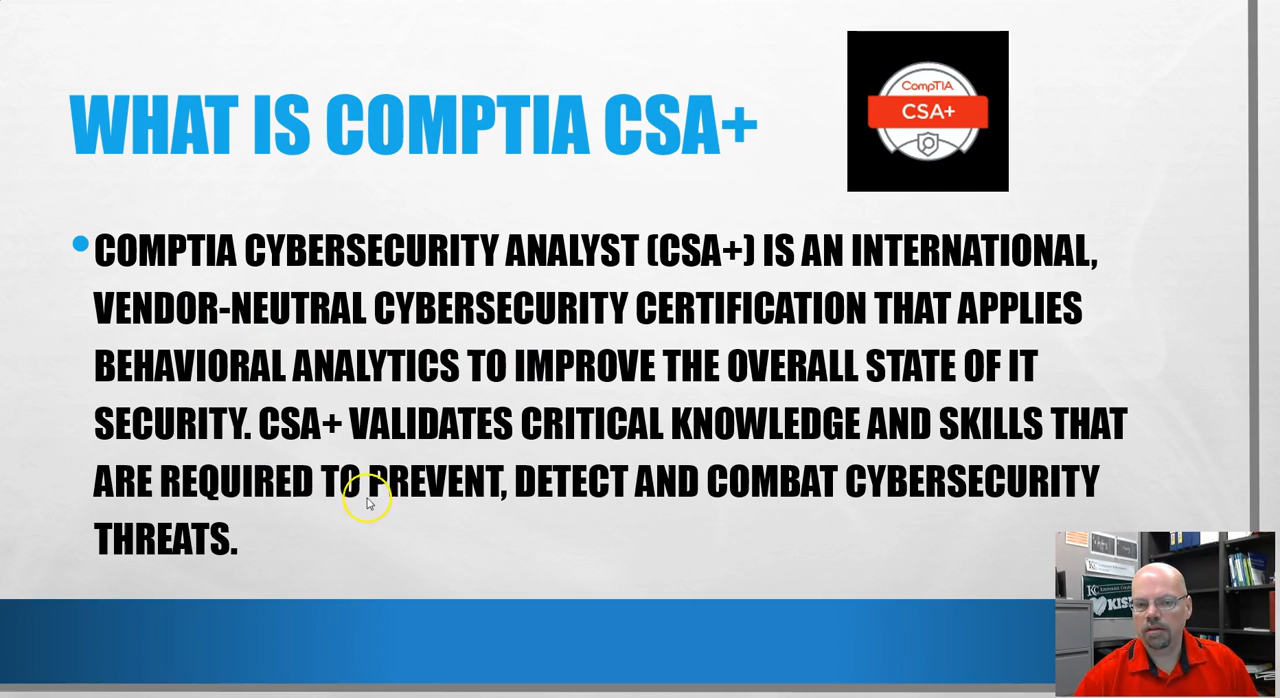 WHAT IS COMPTIA CSA+
CompTIA
CSA+
• COMPTIA CYBERSECURITY ANALYST (CSA+) IS AN INTERNATIONAL,
VENDOR-NEUTRAL CYBERSECURITY CERTIFICATION THAT APPLIES
BEHAVIORAL ANALYTICS TO IMPROVE THE OVERALL STATE OF IT
SECURITY. CSA+ VALIDATES CRITICAL KNOWLEDGE AND SKILLS THAT
ARE REQUIRED TO PREVENT, DETECT AND COMBAT CYBERSECURITY
THREATS.
KC
KC